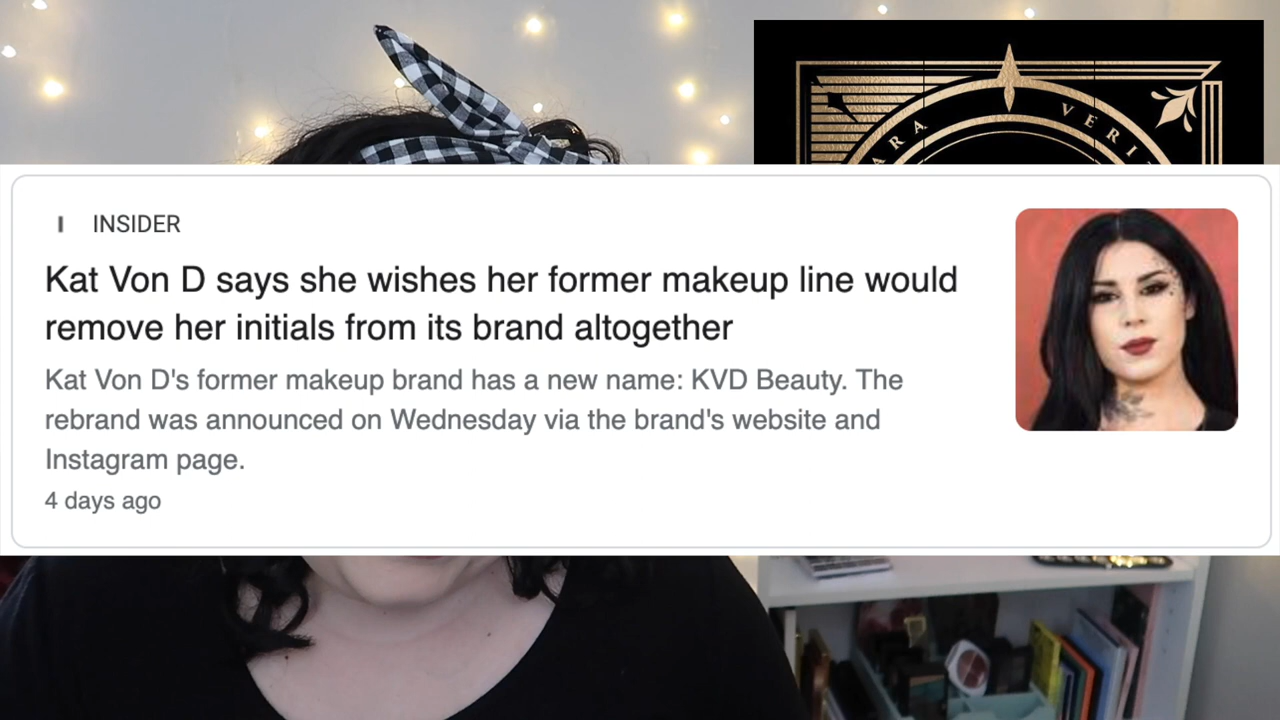 ARA VERI
INSIDER
Kat Von D says she wishes her former makeup line would
remove her initials from its brand altogether
Kat Von D's former makeup brand has a new name: KVD Beauty. The
rebrand was announced on Wednesday via the brand's website and
Instagram page.
4 days ago